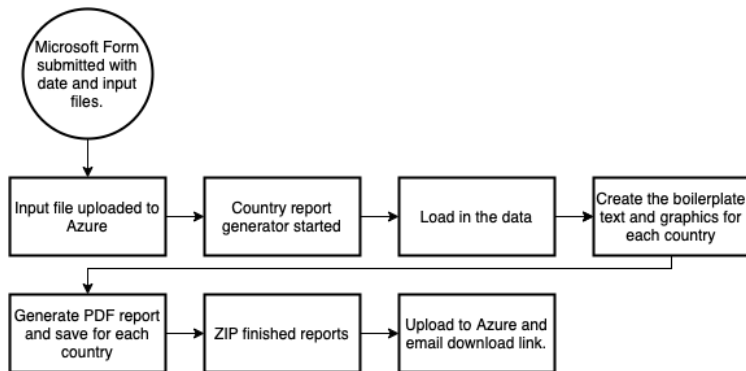 Microsoft Form
submitted with
date and input
files.
Input file uploaded to
Azure
Country report
generator started
Load in the data
Create the boilerplate
text and graphics for
each country
Generate PDF report
and save for each
country
ZIP finished reports
Upload to Azure and
email download link.